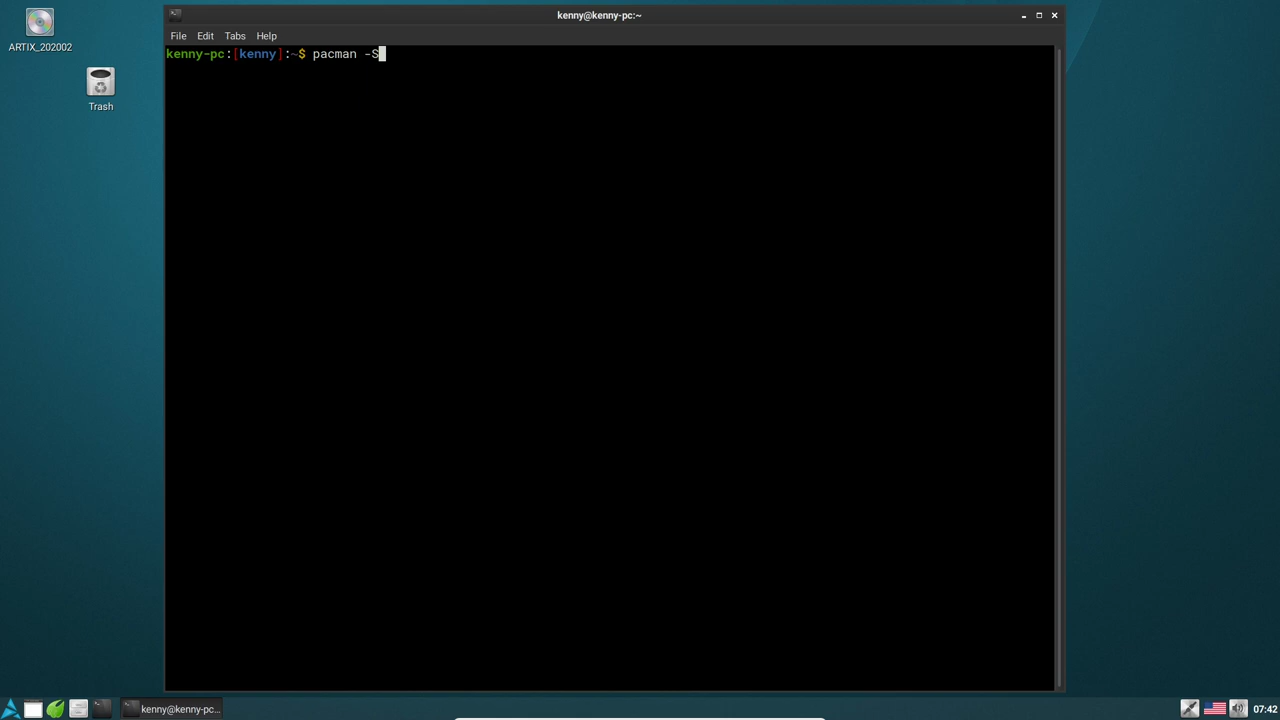 kenny@kenny-pc:~
ARTIX_202002
File Edit Tabs Help
kenny-pc:[kenny]:~$ pacman -S
Trash
kenny@kenny-pc...
07:42